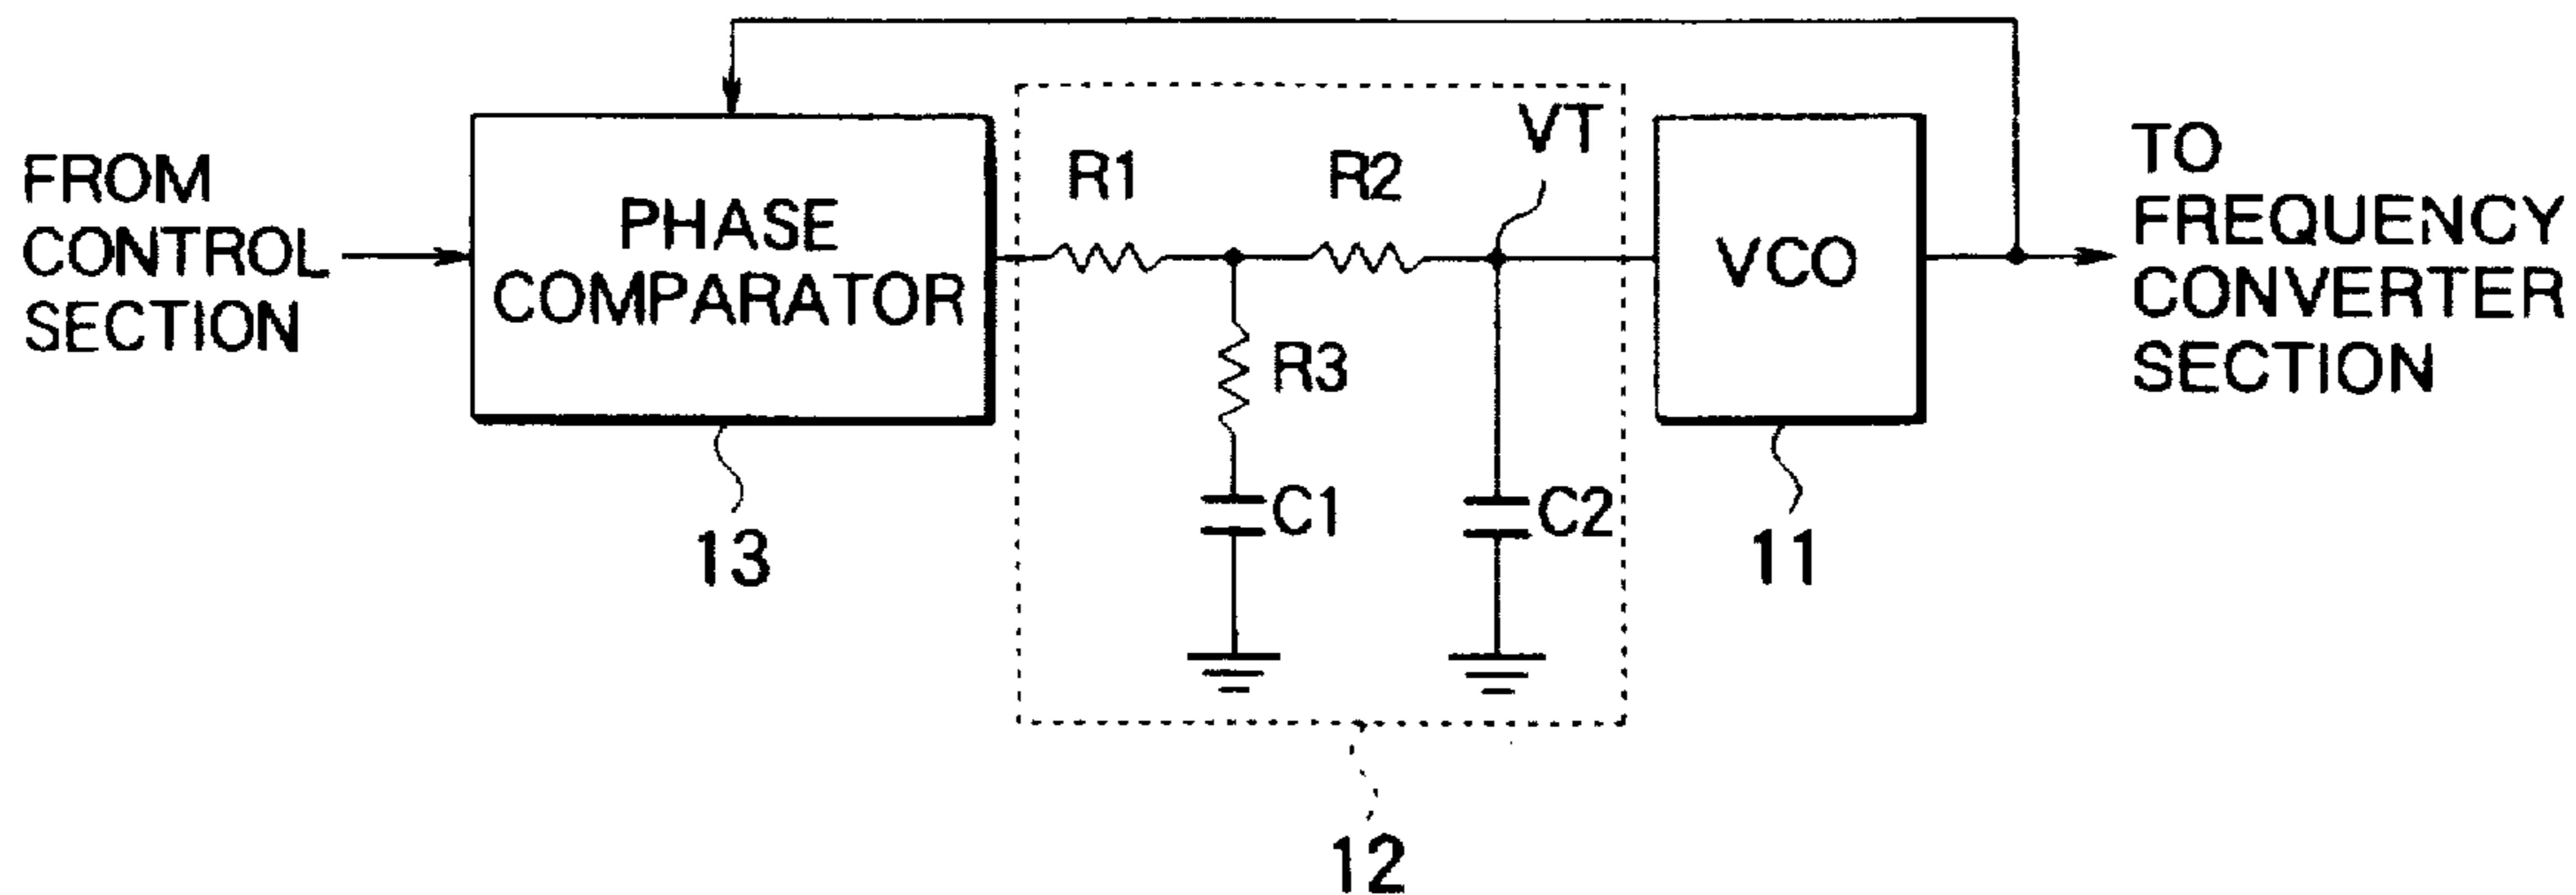 FROM
CONTROL
SECTION
PHASE
COMPARATOR
R1
R2
VT
R3
C1
C2
VCO
TO
FREQUENCY
CONVERTER
SECTION
13
11
12